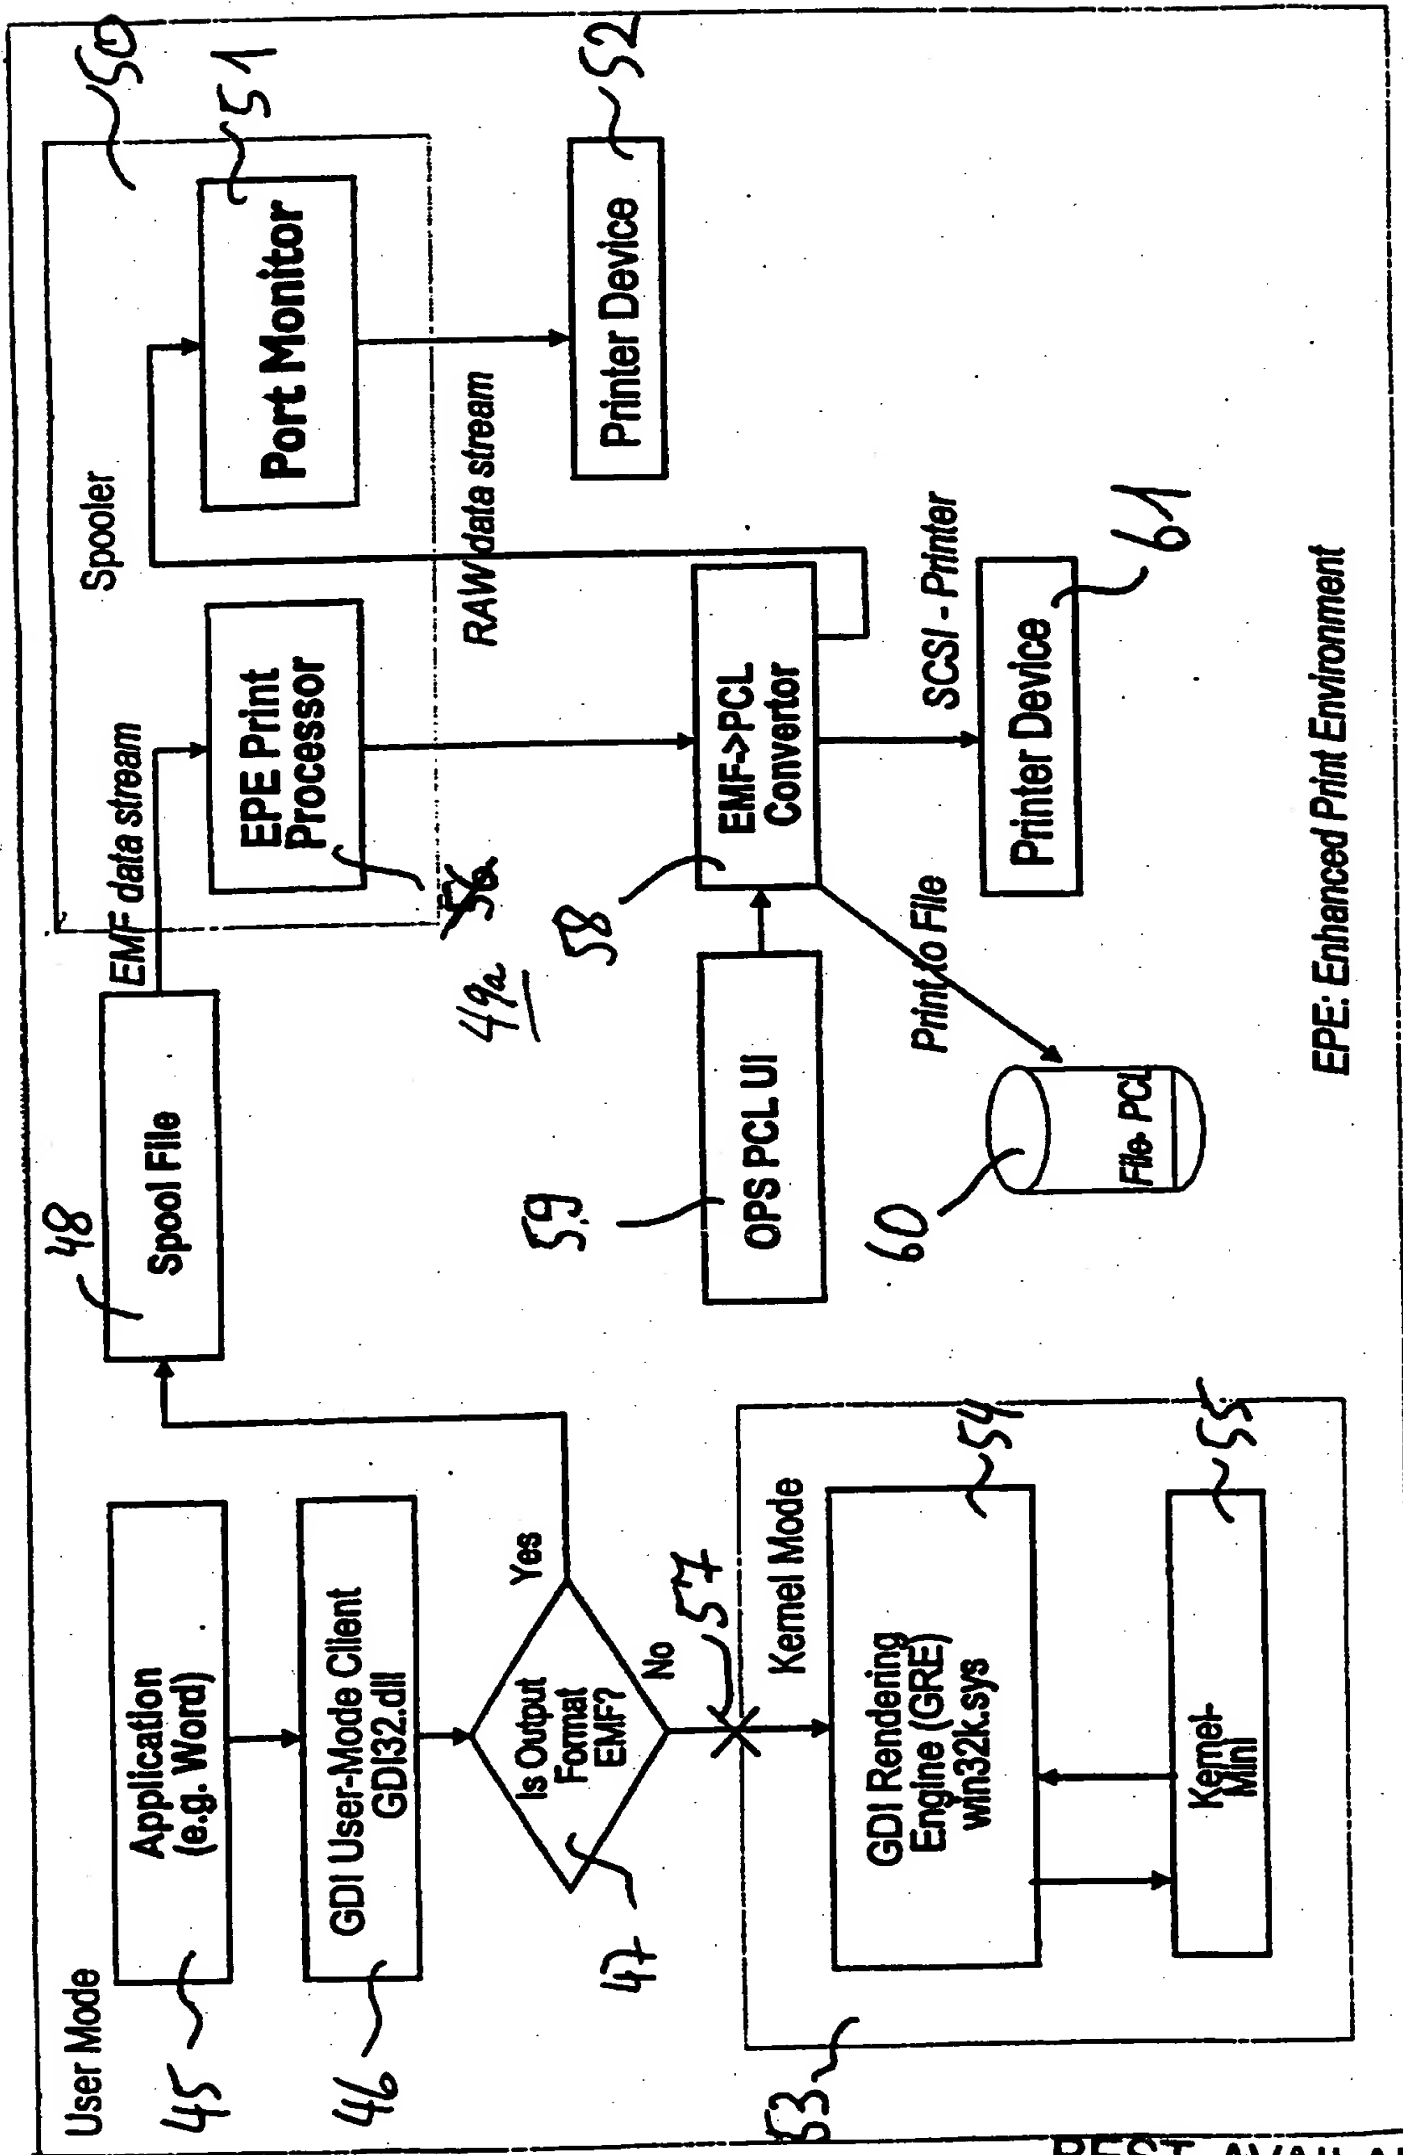 User Mode
45
Application
(e.g. Word)
46
GDI User-Mode Client
GDI32.dll
47
Is Output
Format
EMF?
Yes
No
57
53
Kernel Mode
GDI Rendering
Engine (GRE)
win32k.sys
54
Kernel-
Mini
55
48
Spool File
EMF data stream
Spooler
50
EPE Print
Processor
56
49a
Port Monitor
51
RAW data stream
Printer Device
52
58
EMF->PCL
Convertor
59
OPS PCL UI
Print to File
60
File PCL
SCSI - Printer
Printer Device
61
EPE: Enhanced Print Environment